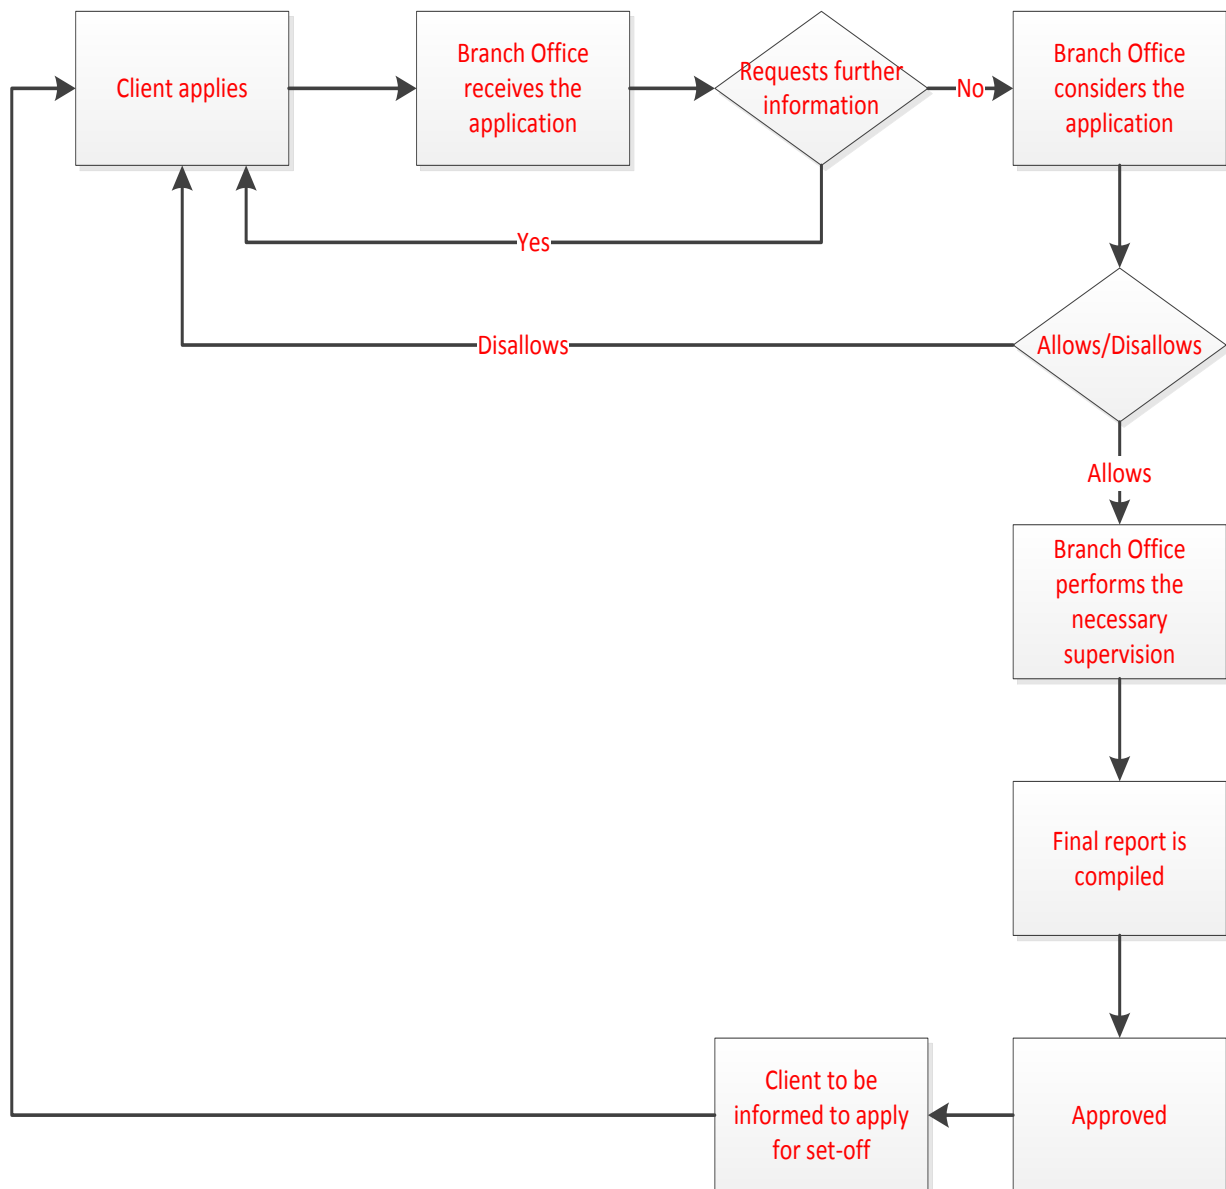 Client applies
Branch Office
receives the
application
Requests further
information
No
Branch Office
considers the
application
Yes
Disallows
Allows/Disallows
Allows
Branch Office
performs the
necessary
supervision
Final report is
compiled
Client to be
informed to apply
for set-off
Approved